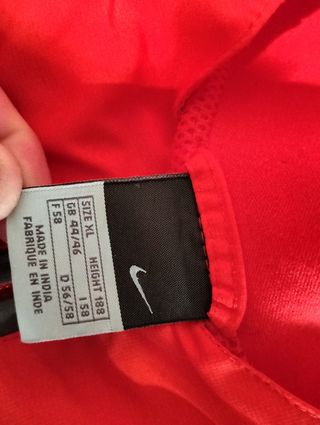 SIZE XL HEIGHT 188
GB 44/46 I 58
F 58 D 56/58
MADE IN INDIA
FABRIQUE EN INDE